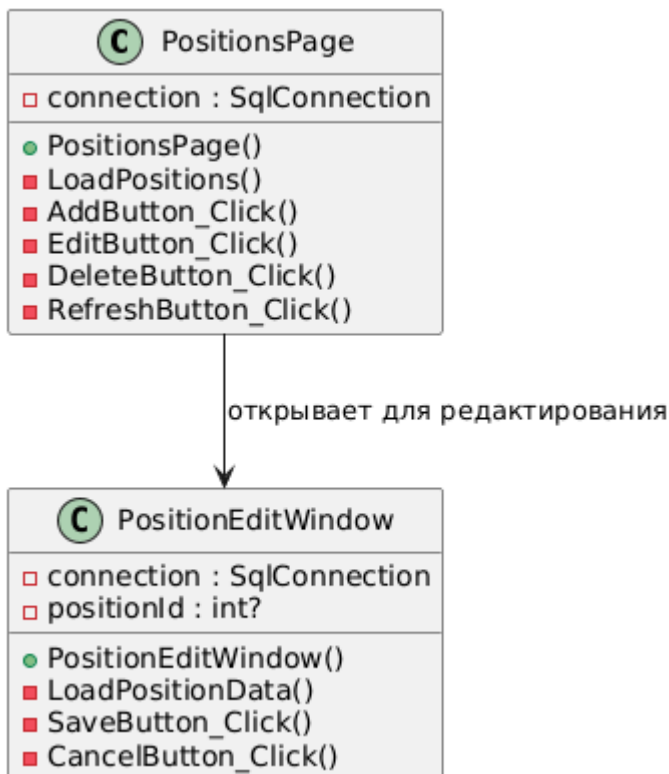 C PositionsPage
connection : SqlConnection
PositionsPage()
LoadPositions()
AddButton_Click()
EditButton_Click()
DeleteButton_Click()
RefreshButton_Click()
открывает для редактирования
C PositionEditWindow
connection : SqlConnection
positionId : int?
PositionEditWindow()
LoadPositionData()
SaveButton_Click()
CancelButton_Click()